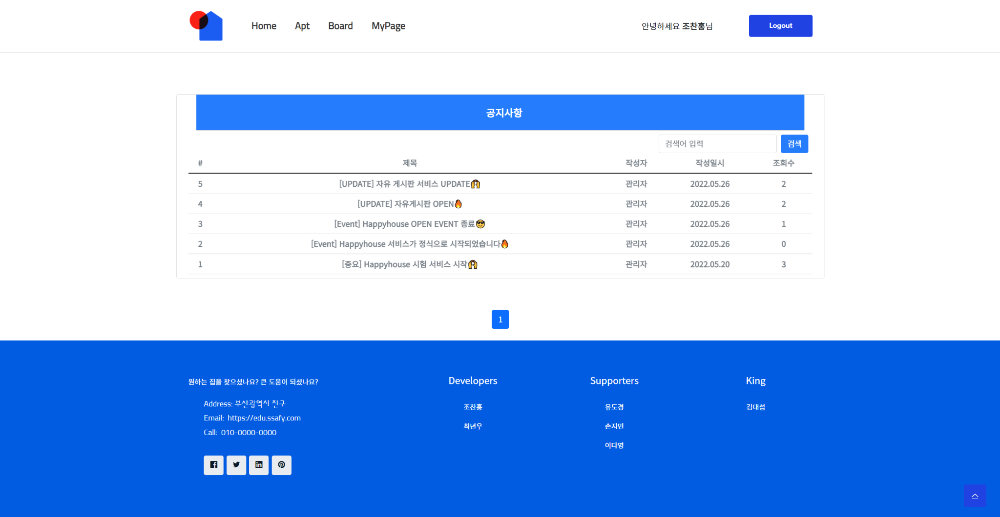 Home Apt Board MyPage 안녕하세요 조찬홍님 Logout
공지사항
검색어 입력 검색
# 제목 작성자 작성일시 조회수
5 [UPDATE] 자유 게시판 서비스 UPDATE🙌 관리자 2022.05.26 2
4 [UPDATE] 자유게시판 OPEN🔥 관리자 2022.05.26 2
3 [Event] Happyhouse OPEN EVENT 종료😎 관리자 2022.05.26 1
2 [Event] Happyhouse 서비스가 정식으로 시작되었습니다🔥 관리자 2022.05.26 0
1 [중요] Happyhouse 시험 서비스 시작🙌 관리자 2022.05.20 3
1
원하는 집을 찾으셨나요? 큰 도움이 되셨나요?
Address: 부산광역시 진구
Email: https://edu.ssafy.com
Call: 010-0000-0000
Developers
조찬홍
최년우
Supporters
유도경
손지민
이다영
King
김대섭